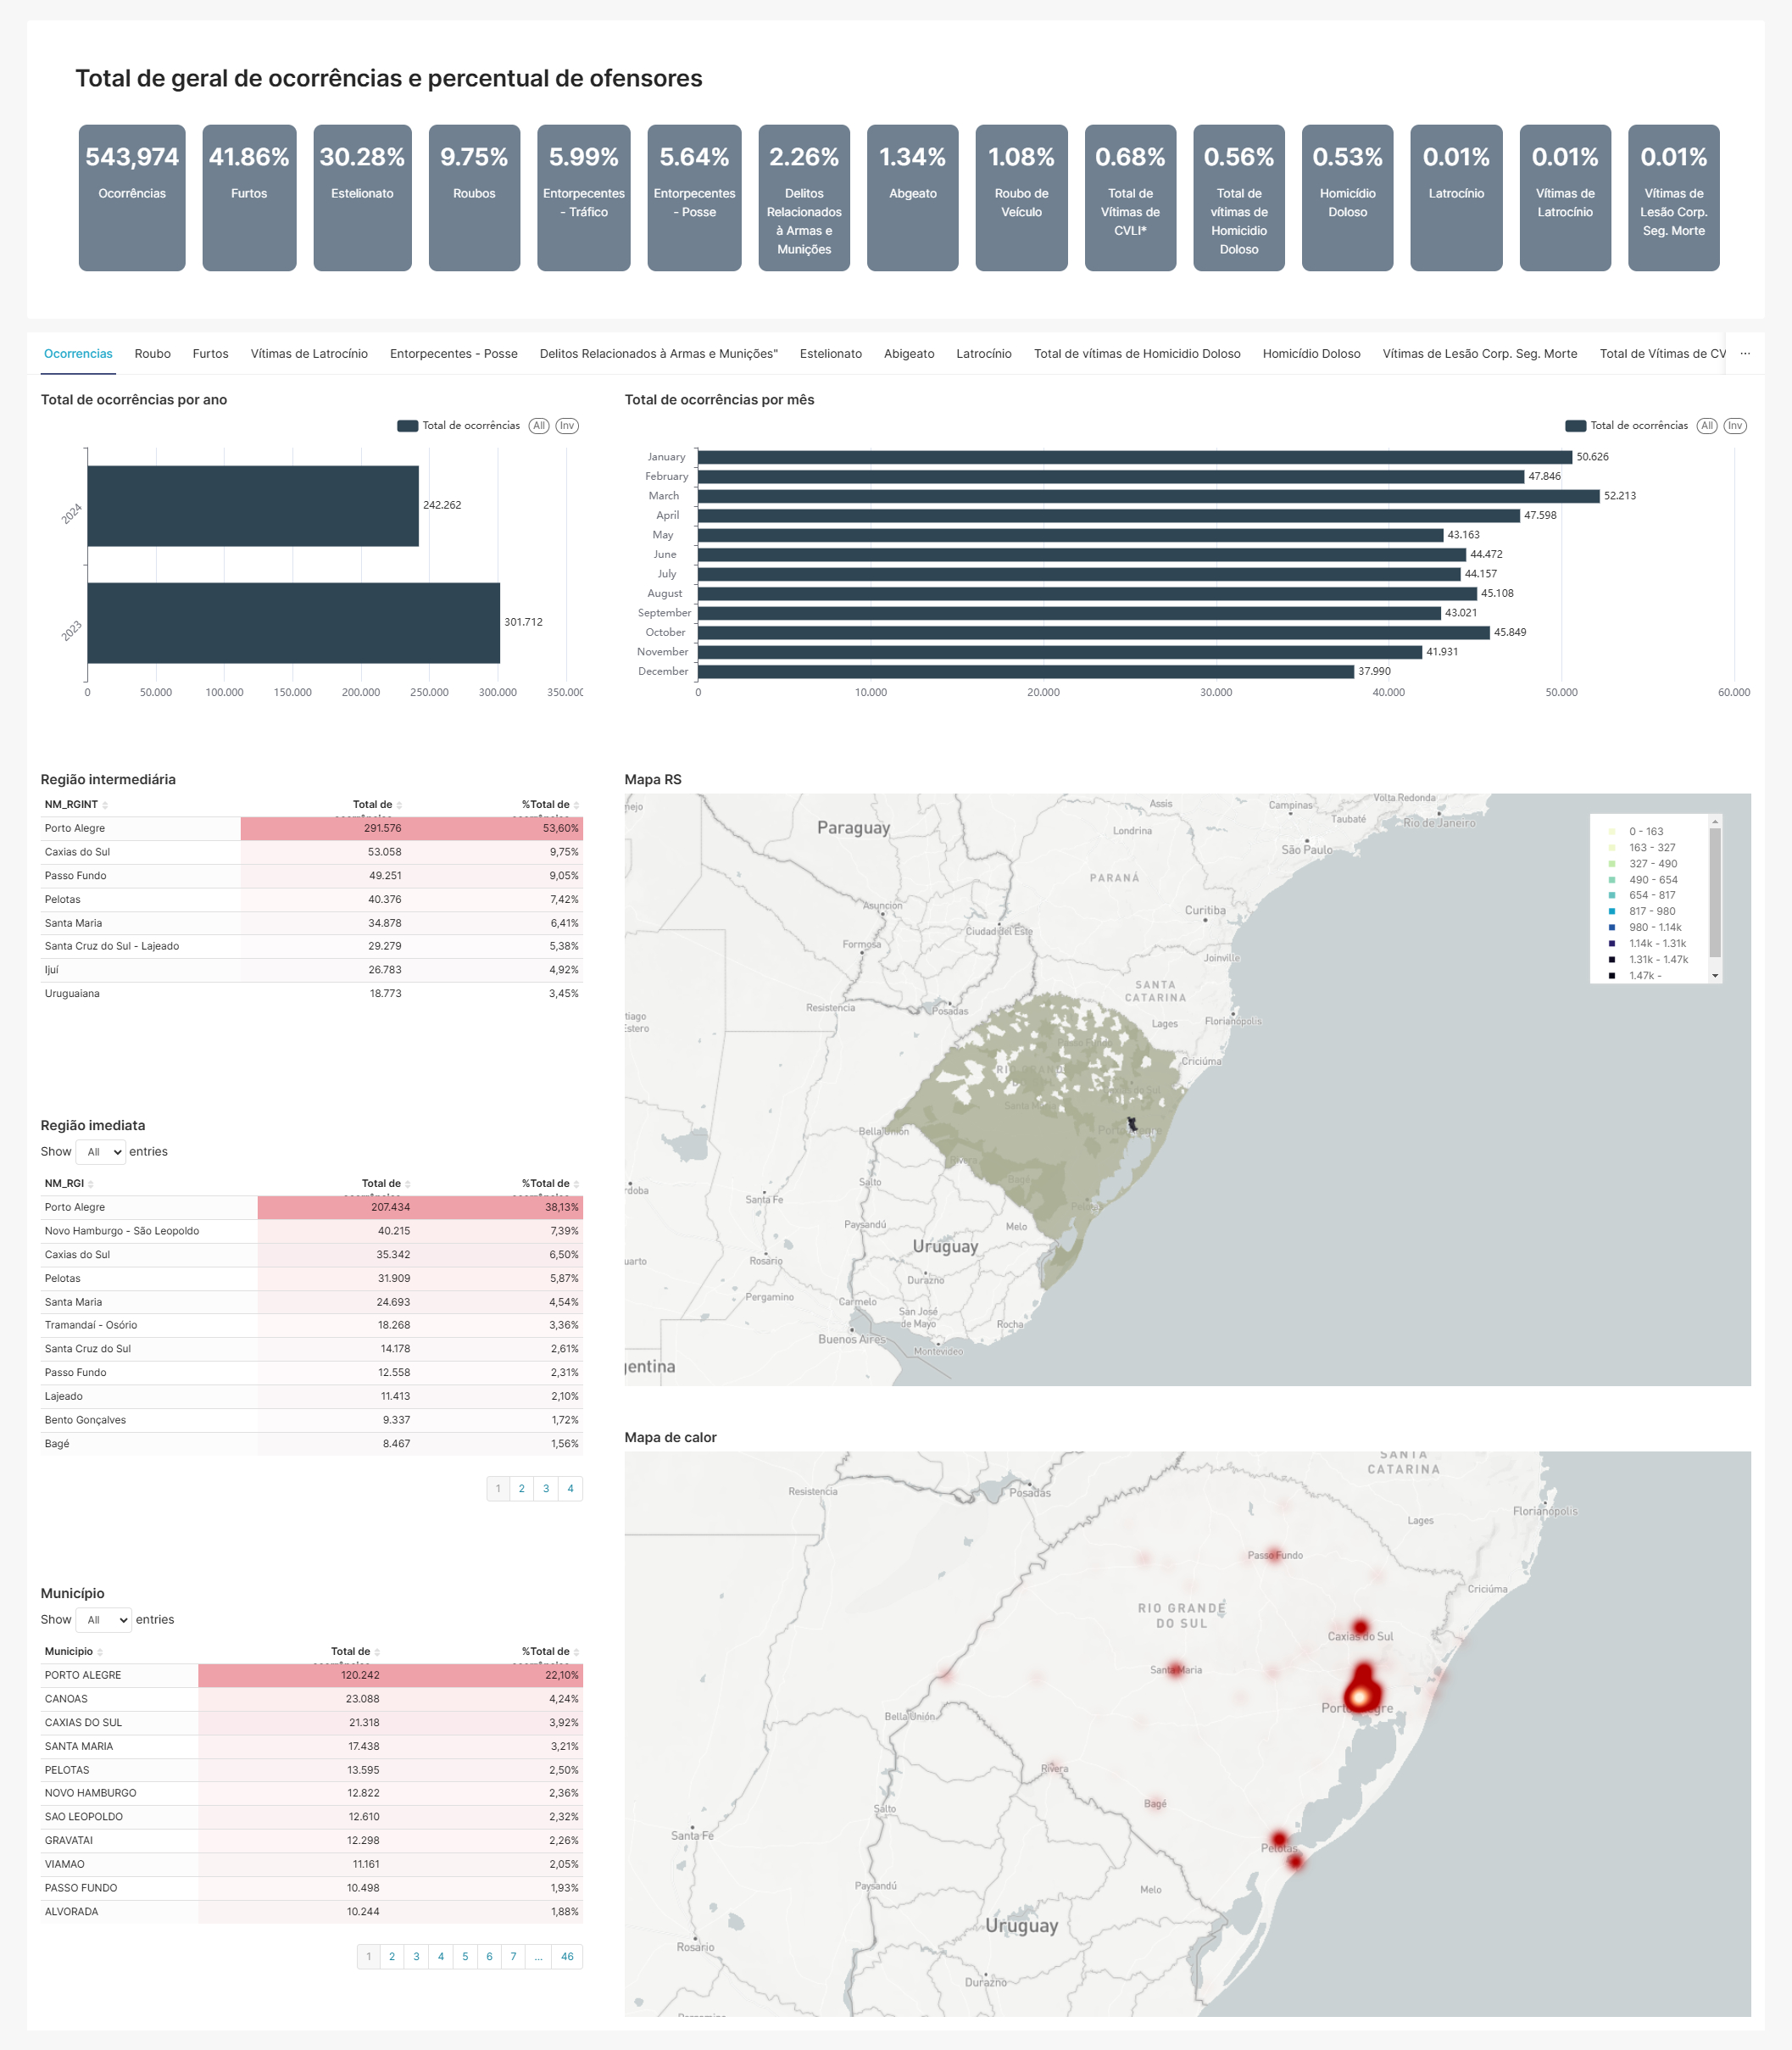 Total de geral de ocorrências e percentual de ofensores
543,974
Ocorrências
41.86%
Furtos
30.28%
Estelionato
9.75%
Roubos
5.99%
Entorpecentes
- Tráfico
5.64%
Entorpecentes
- Posse
2.26%
Delitos
Relacionados
à Armas e
Munições
1.34%
Abgeato
1.08%
Roubo de
Veículo
0.68%
Total de
Vítimas de
CVLI*
0.56%
Total de
vítimas de
Homicidio
Doloso
0.53%
Homicídio
Doloso
0.01%
Latrocínio
0.01%
Vítimas de
Latrocínio
0.01%
Vítimas de
Lesão Corp.
Seg. Morte
Ocorrencias Roubo Furtos Vítimas de Latrocínio Entorpecentes - Posse Delitos Relacionados à Armas e Munições" Estelionato Abigeato Latrocínio Total de vítimas de Homicidio Doloso Homicídio Doloso Vítimas de Lesão Corp. Seg. Morte Total de Vítimas de CV ...
Total de ocorrências por ano
Total de ocorrências All Inv
2024 242.262
2023 301.712
0 50.000 100.000 150.000 200.000 250.000 300.000 350.000
Total de ocorrências por mês
Total de ocorrências All Inv
January 50.626
February 47.846
March 52.213
April 47.598
May 43.163
June 44.472
July 44.157
August 45.108
September 43.021
October 45.849
November 41.931
December 37.990
0 10.000 20.000 30.000 40.000 50.000 60.000
Região intermediária
NM_RGINT Total de %Total de
Porto Alegre 291.576 53,60%
Caxias do Sul 53.058 9,75%
Passo Fundo 49.251 9,05%
Pelotas 40.376 7,42%
Santa Maria 34.878 6,41%
Santa Cruz do Sul - Lajeado 29.279 5,38%
Ijuí 26.783 4,92%
Uruguaiana 18.773 3,45%
Região imediata
Show All entries
NM_RGI Total de %Total de
Porto Alegre 207.434 38,13%
Novo Hamburgo - São Leopoldo 40.215 7,39%
Caxias do Sul 35.342 6,50%
Pelotas 31.909 5,87%
Santa Maria 24.693 4,54%
Tramandaí - Osório 18.268 3,36%
Santa Cruz do Sul 14.178 2,61%
Passo Fundo 12.558 2,31%
Lajeado 11.413 2,10%
Bento Gonçalves 9.337 1,72%
Bagé 8.467 1,56%
1 2 3 4
Município
Show All entries
Municipio Total de %Total de
PORTO ALEGRE 120.242 22,10%
CANOAS 23.088 4,24%
CAXIAS DO SUL 21.318 3,92%
SANTA MARIA 17.438 3,21%
PELOTAS 13.595 2,50%
NOVO HAMBURGO 12.822 2,36%
SAO LEOPOLDO 12.610 2,32%
GRAVATAI 12.298 2,26%
VIAMAO 11.161 2,05%
PASSO FUNDO 10.498 1,93%
ALVORADA 10.244 1,88%
1 2 3 4 5 6 7 ... 46
Mapa RS
nejo
Assis
Campinas
Volta Redonda
Paraguay
Londrina
Taubaté
Rio de Janeiro
São Paulo
PARANÁ
Asunción
Curitiba
Ciudad del Este
Formosa
Joinville
SANTA
CATARINA
Resistencia
Posadas
tiago
Estero
Lages
Florianópolis
Passo Fundo
Criciúma
Santa Maria
Bella Unión
Rivera
Salto
Bagé
rdoba
Santa Fe
Pelotas
Paysandú
Melo
Uruguay
uarto
Rosario
Durazno
Pergamino
Carmelo
San José
de Mayo
Rocha
Buenos Aires
Montevideo
gentina
0 - 163
163 - 327
327 - 490
490 - 654
654 - 817
817 - 980
980 - 1.14k
1.14k - 1.31k
1.31k - 1.47k
1.47k -
Mapa de calor
SANTA
CATARINA
Resistencia
Posadas
Florianópolis
Lages
Passo Fundo
Criciúma
RIO GRANDE
DO SUL
Caxias do Sul
Santa Maria
Porto Alegre
Bella Unión
Rivera
Bagé
Salto
Santa Fe
Pelotas
Paysandú
Melo
Uruguay
Rosario
Durazno